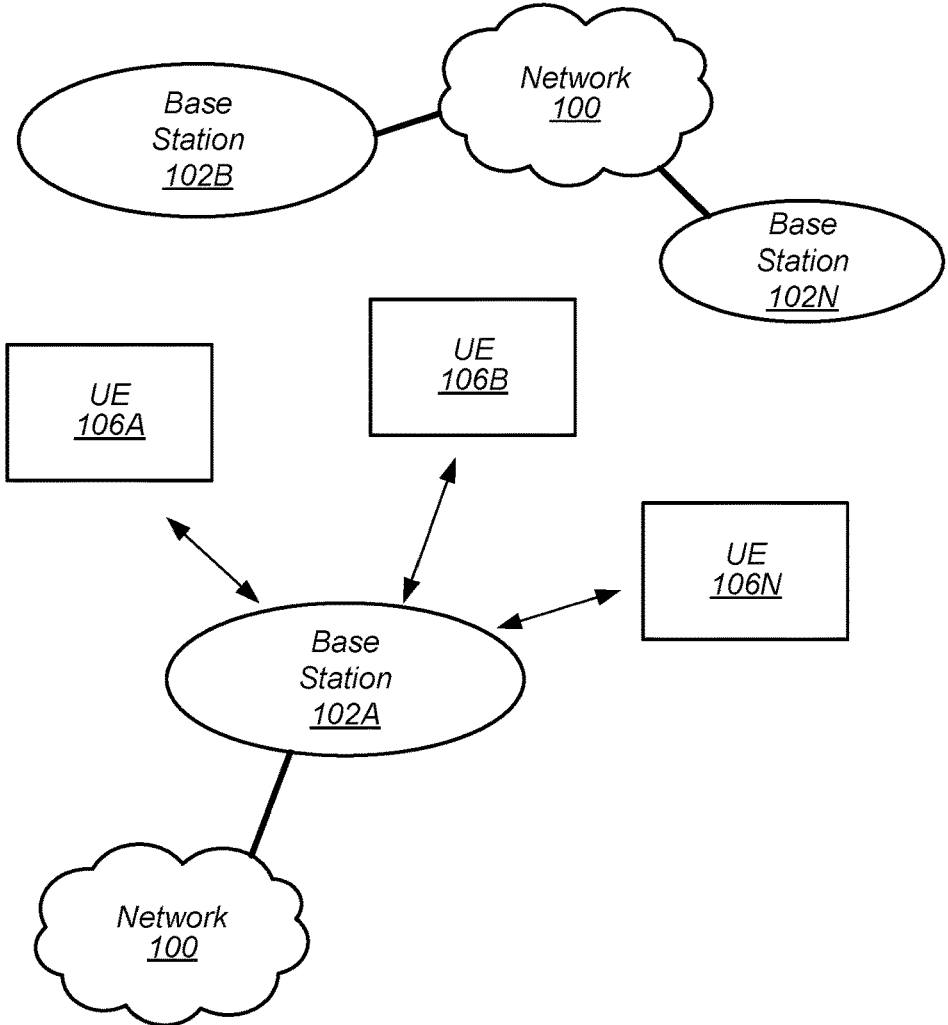 Network
100
Base
Station
102B
Base
Station
102N
UE
106B
UE
106A
UE
106N
Base
Station
102A
Network
100